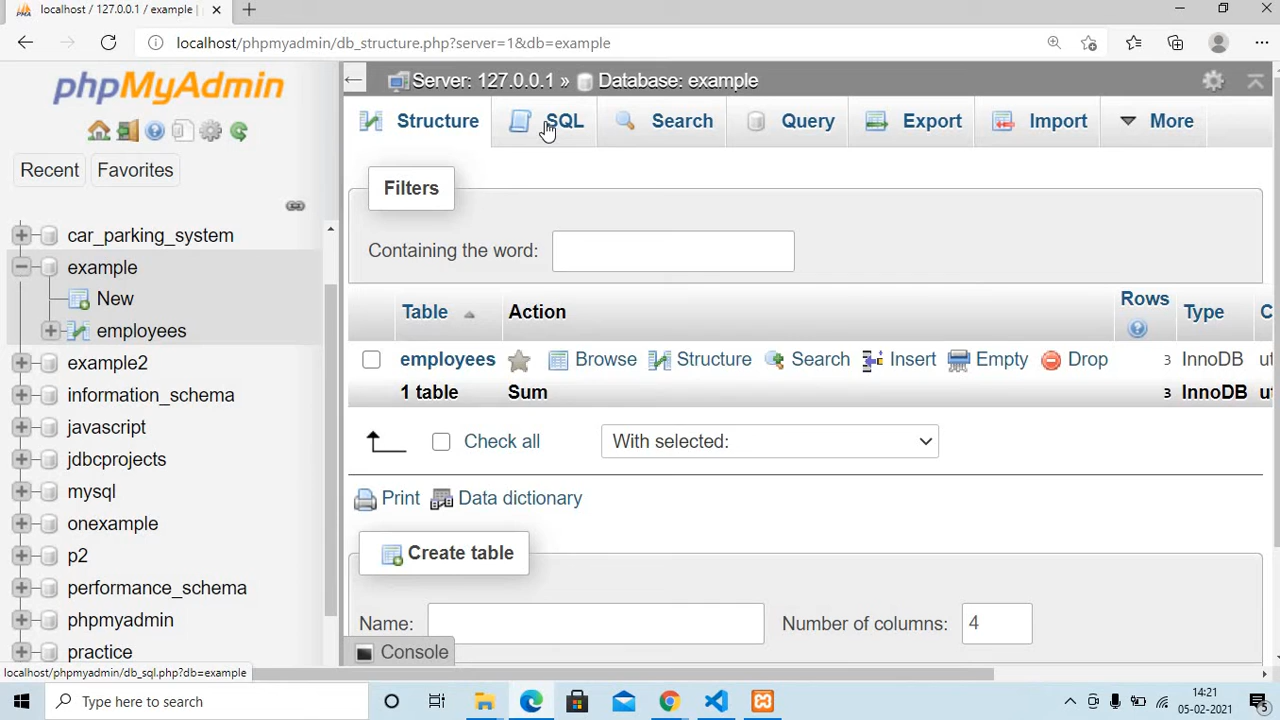 localhost / 127.0.0.1 / example |
localhost/phpmyadmin/db_structure.php?server=1&db=example
phpMyAdmin
Recent
Favorites
car_parking_system
example
New
employees
example2
information_schema
javascript
jdbcprojects
mysql
onexample
p2
performance_schema
phpmyadmin
practice
localhost/phpmyadmin/db_sql.php?db=example
Server: 127.0.0.1 » Database: example
Structure SQL Search Query Export Import More
Filters
Containing the word:
Table Action Rows Type
employees Browse Structure Search Insert Empty Drop 3 InnoDB
1 table Sum 3 InnoDB
Check all With selected:
Print Data dictionary
Create table
Name: Number of columns: 4
Console
Type here to search
14:21
05-02-2021
5